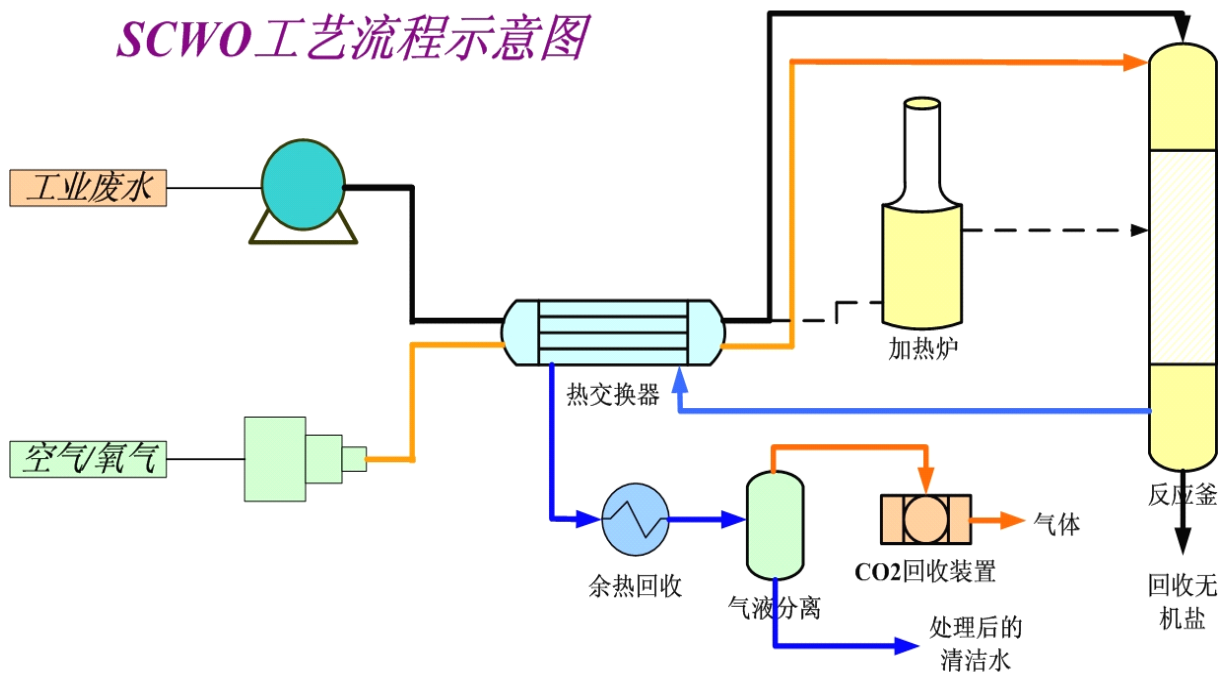 SCWO工艺流程示意图
工业废水
加热炉
热交换器
空气/氧气
反应釜
气体
CO2回收装置
余热回收
气液分离
回收无
机盐
处理后的
清洁水